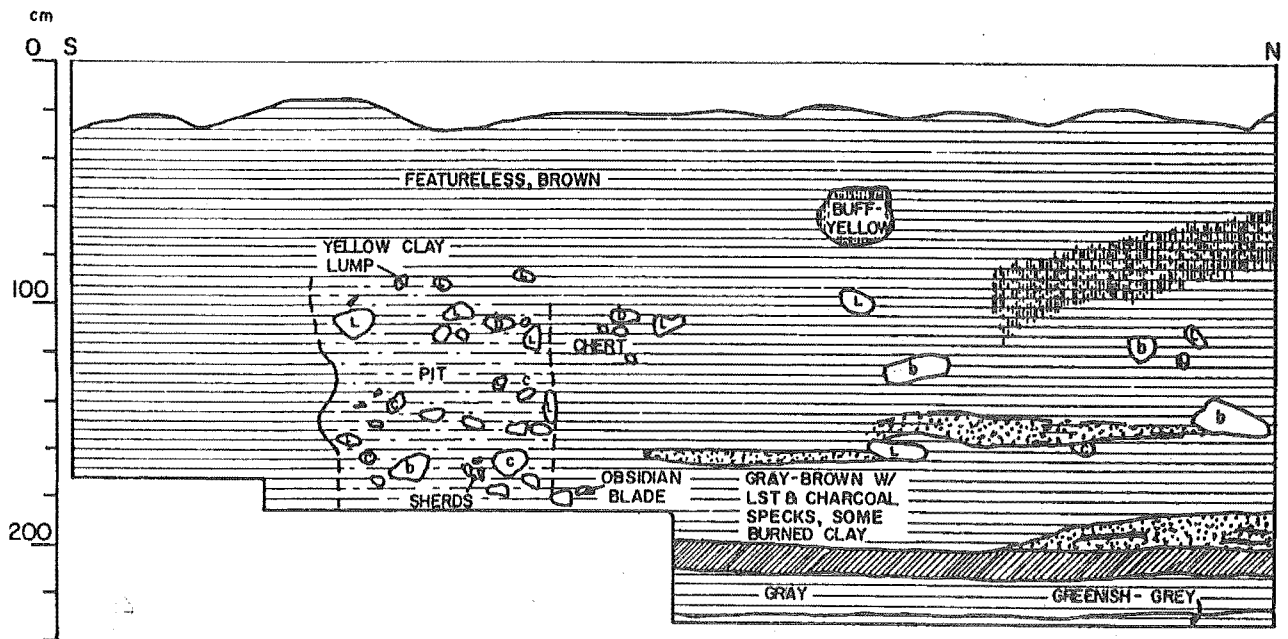 cm
0 S N
FEATURELESS, BROWN
BUFF-
YELLOW
YELLOW CLAY
LUMP
100
L L b L b L L
CHERT
b b
PIT
c c L b
L
b c
SHERDS
OBSIDIAN
BLADE
GRAY-BROWN W/
LST & CHARCOAL
SPECKS, SOME
BURNED CLAY
200
GRAY GREENISH-GREY